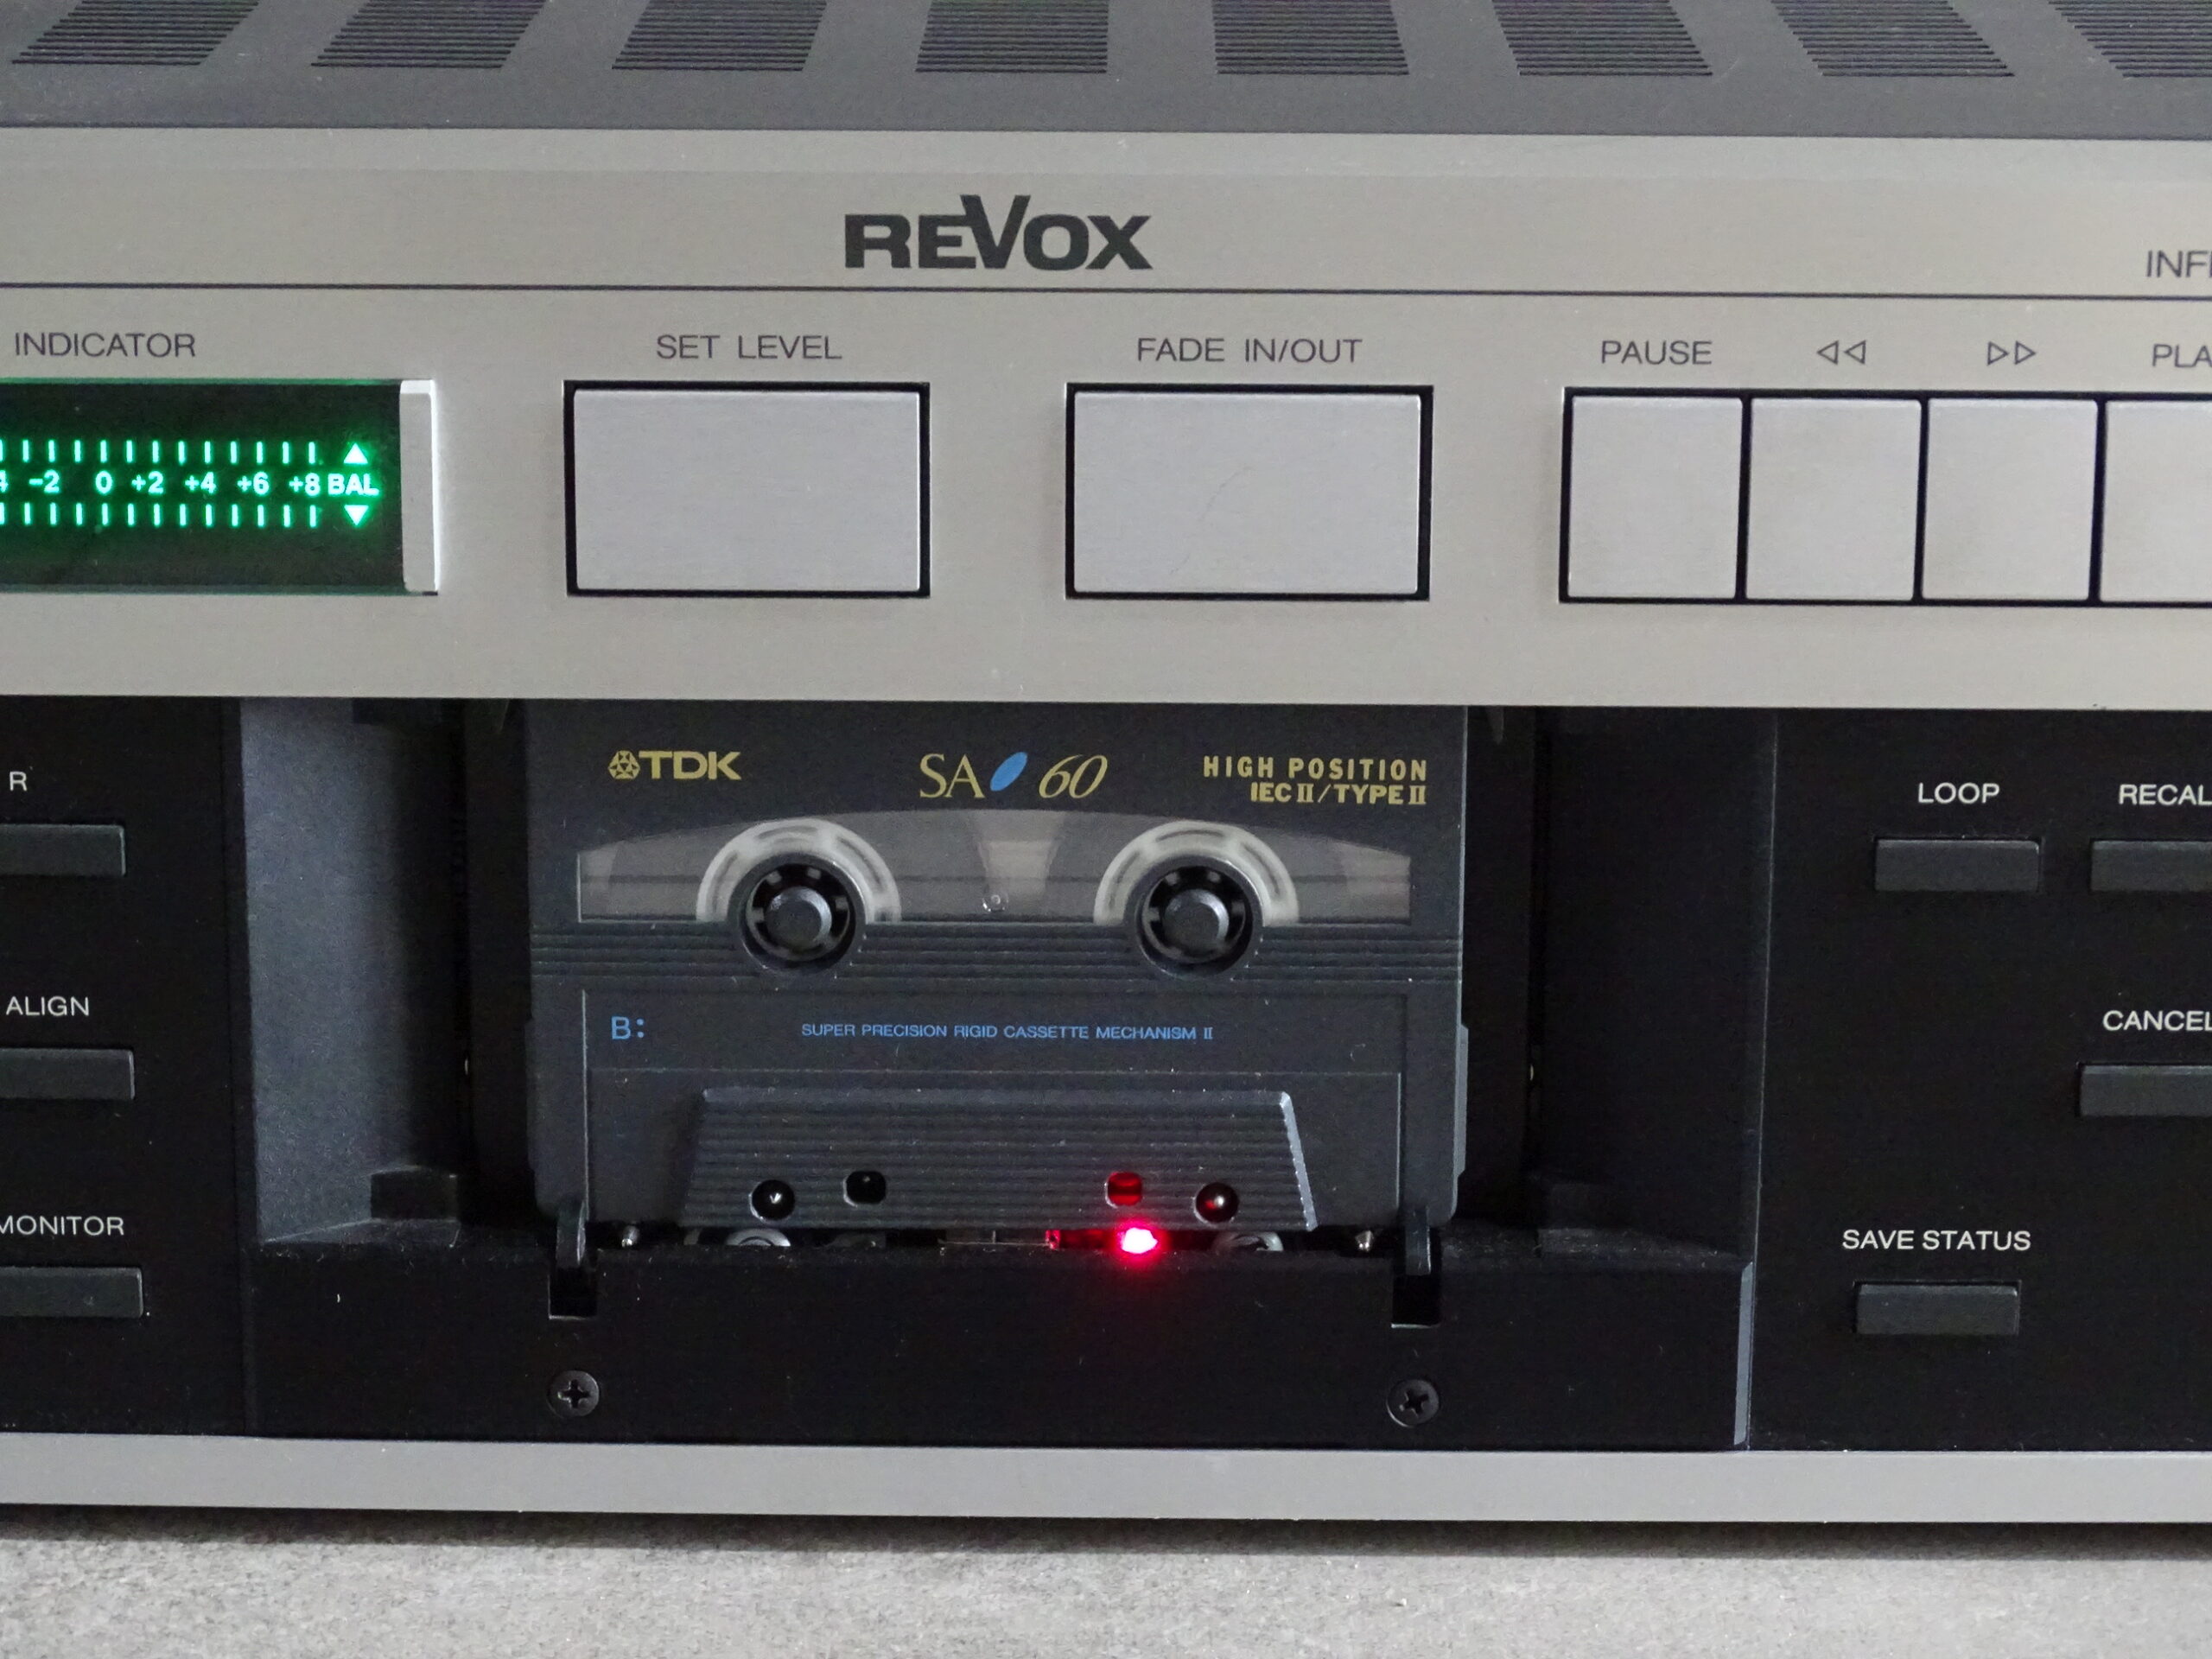 REVOX
INDICATOR
SET LEVEL
FADE IN/OUT
PAUSE
-2 0 +2 +4 +6 +8 BAL
TDK
SA 60
HIGH POSITION
IEC II/TYPE II
R
LOOP
B:
SUPER PRECISION RIGID CASSETTE MECHANISM II
ALIGN
CANCEL
MONITOR
SAVE STATUS